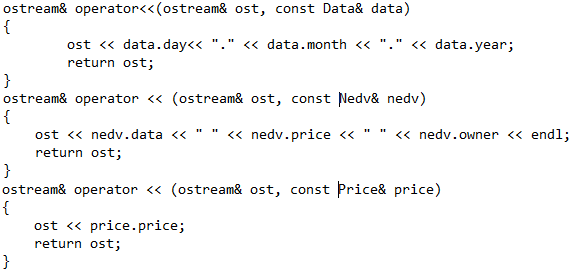 ostream& operator<<(ostream& ost, const Data& data)
{
        ost << data.day<< "." << data.month << "." << data.year;
        return ost;
}
ostream& operator << (ostream& ost, const Nedv& nedv)
{
    ost << nedv.data << " " << nedv.price << " " << nedv.owner << endl;
    return ost;
}
ostream& operator << (ostream& ost, const Price& price)
{
    ost << price.price;
    return ost;
}